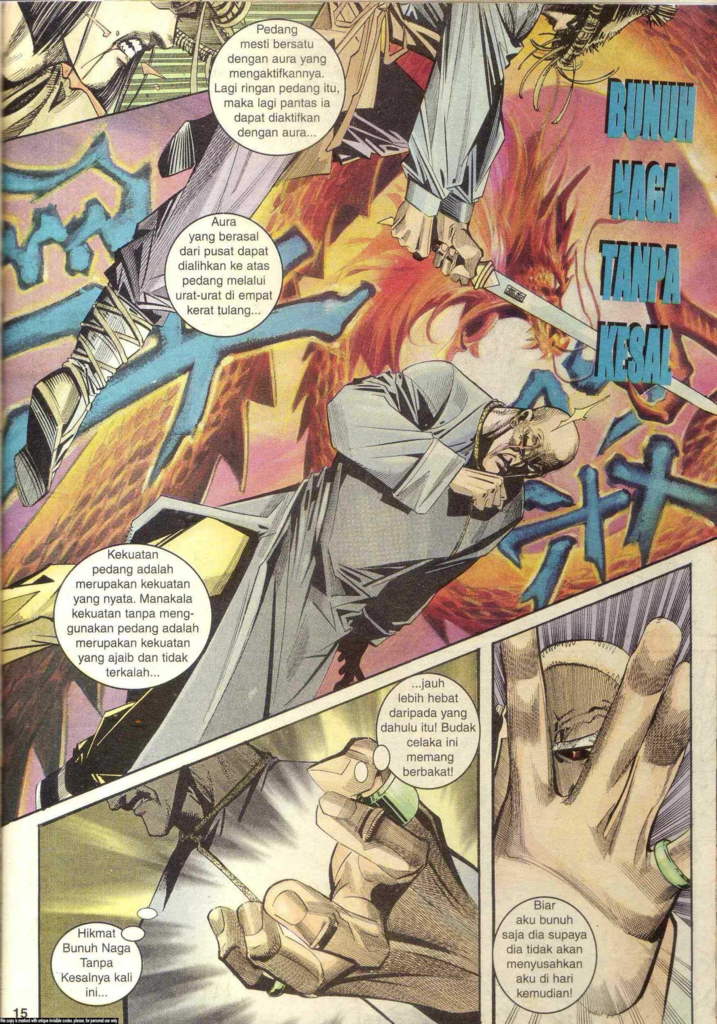 Pedang
mesti bersatu
dengan aura yang
mengaktifkannya.
Lagi ringan pedang itu,
maka lagi pantas ia
dapat diaktifkan
dengan aura...
BUNUH
NAGA
TANPA
KESAL
Aura
yang berasal
dari pusat dapat
dialihkan ke atas
pedang melalui
urat-urat di empat
kerat tulang...
Kekuatan
pedang adalah
merupakan kekuatan
yang nyata. Manakala
kekuatan tanpa meng-
gunakan pedang adalah
merupakan kekuatan
yang ajaib dan tidak
terkalah...
Hikmat
Bunuh Naga
Tanpa
Kesalnya kali
ini...
...jauh
lebih hebat
daripada yang
dahulu itu! Budak
celaka ini
memang
berbakat!
Biar
aku bunuh
saja dia supaya
dia tidak akan
menyusahkan
aku di hari
kemudian!
15